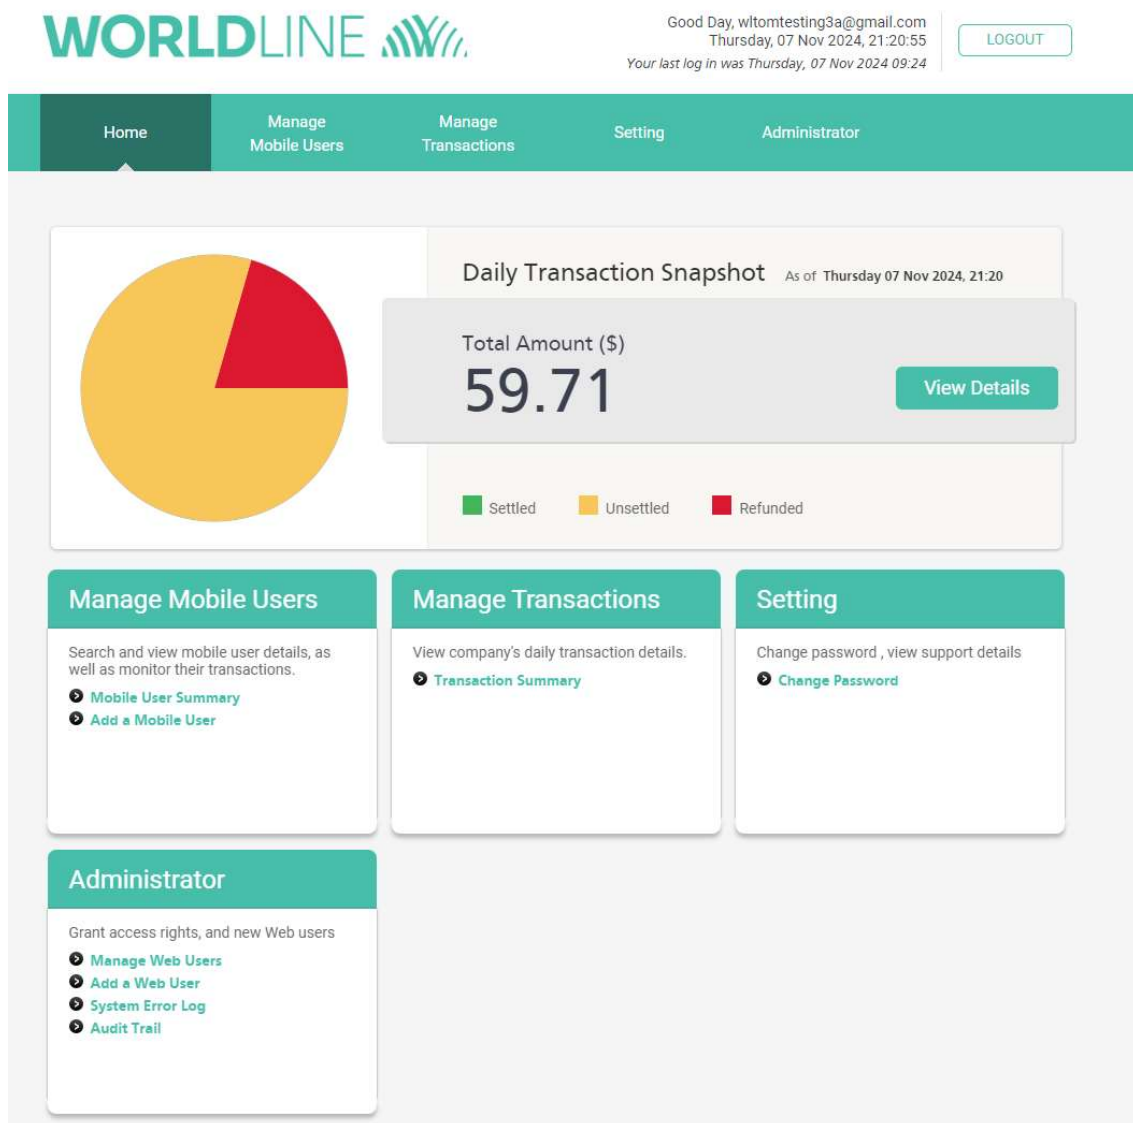 WORLDLINE
Good Day, wltomtesting3a@gmail.com
Thursday, 07 Nov 2024, 21:20:55
Your last log in was Thursday, 07 Nov 2024 09:24
LOGOUT
Home
Manage
Mobile Users
Manage
Transactions
Setting
Administrator
Daily Transaction Snapshot As of Thursday 07 Nov 2024, 21:20
Total Amount ($)
59.71
View Details
Settled Unsettled Refunded
Manage Mobile Users
Search and view mobile user details, as
well as monitor their transactions.
Mobile User Summary
Add a Mobile User
Manage Transactions
View company's daily transaction details.
Transaction Summary
Setting
Change password , view support details
Change Password
Administrator
Grant access rights, and new Web users
Manage Web Users
Add a Web User
System Error Log
Audit Trail